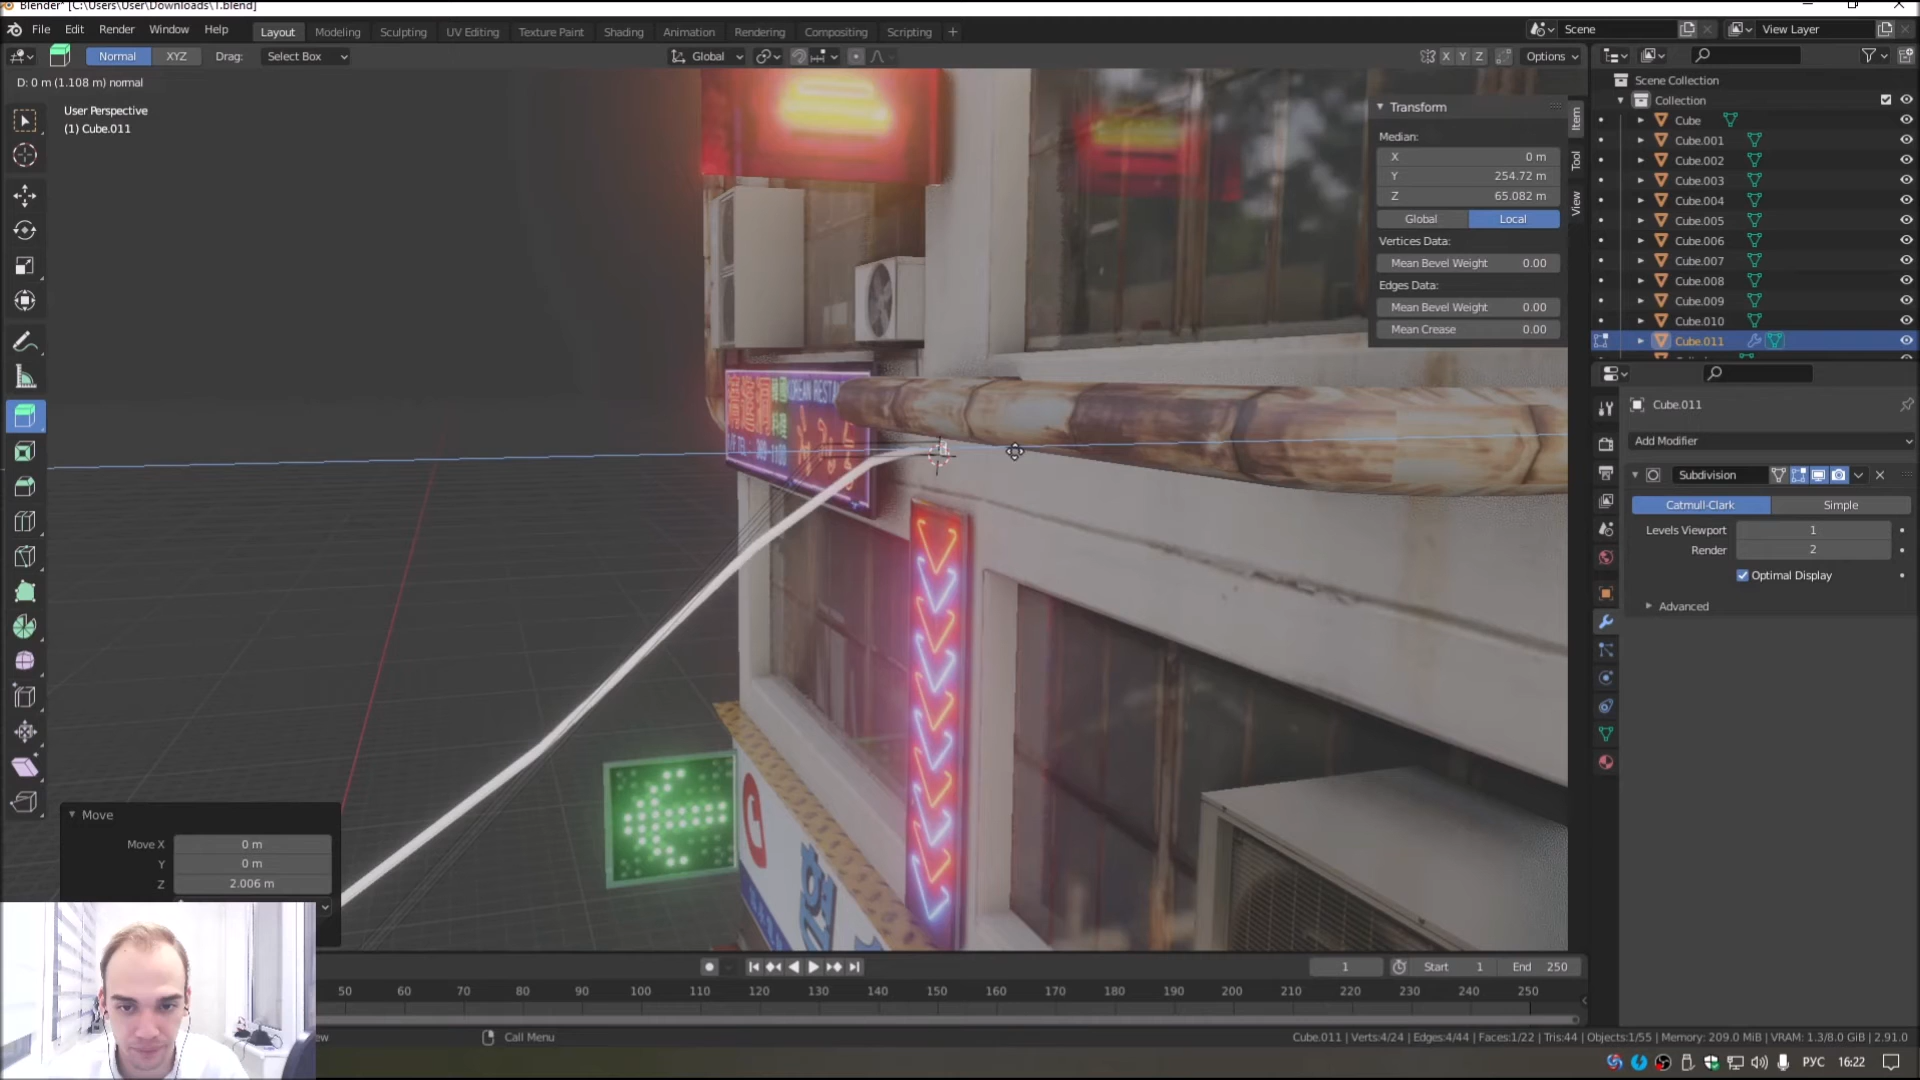 Blender* [C:\Users\User\Downloads\1.blend]
File Edit Render Window Help
Layout Modeling Sculpting UV Editing Texture Paint Shading Animation Rendering Compositing Scripting +
Scene
View Layer
Normal XYZ Drag: Select Box
Global
X Y Z Options
D: 0 m (1.108 m) normal
User Perspective
(1) Cube.011
Transform
Median:
X 0 m
Y 254.72 m
Z 65.082 m
Global Local
Vertices Data:
Mean Bevel Weight 0.00
Edges Data:
Mean Bevel Weight 0.00
Mean Crease 0.00
Item
Tool
View
Scene Collection
Collection
Cube
Cube.001
Cube.002
Cube.003
Cube.004
Cube.005
Cube.006
Cube.007
Cube.008
Cube.009
Cube.010
Cube.011
Cube.011
Add Modifier
Subdivision
Catmull-Clark Simple
Levels Viewport 1
Render 2
Optimal Display
Advanced
Move
Move X 0 m
Y 0 m
Z 2.006 m
1 Start 1 End 250
50 60 70 80 90 100 110 120 130 140 150 160 170 180 190 200 210 220 230 240 250
Call Menu
Cube.011 | Verts:4/24 | Edges:4/44 | Faces:1/22 | Tris:44 | Objects:1/55 | Memory: 209.0 MiB | VRAM: 1.3/8.0 GiB | 2.91.0
РУС 16:22